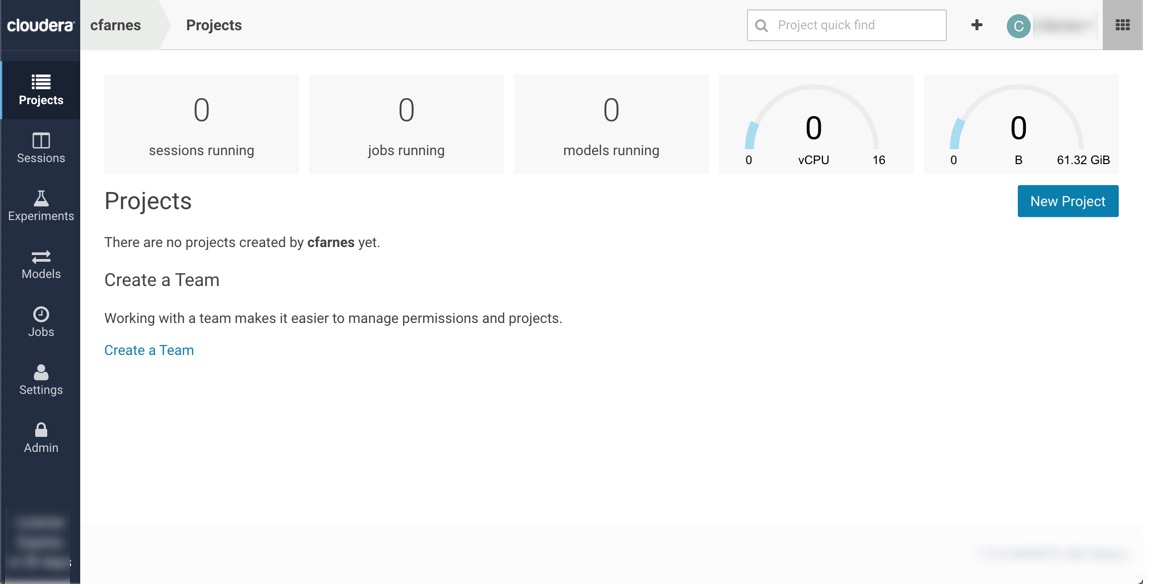 cloudera
cfarnes
Projects
Project quick find
C
Projects
Sessions
Experiments
Models
Jobs
Settings
Admin
0
sessions running
0
jobs running
0
models running
0
0 vCPU 16
0
0 B 61.32 GiB
Projects
New Project
There are no projects created by cfarnes yet.
Create a Team
Working with a team makes it easier to manage permissions and projects.
Create a Team